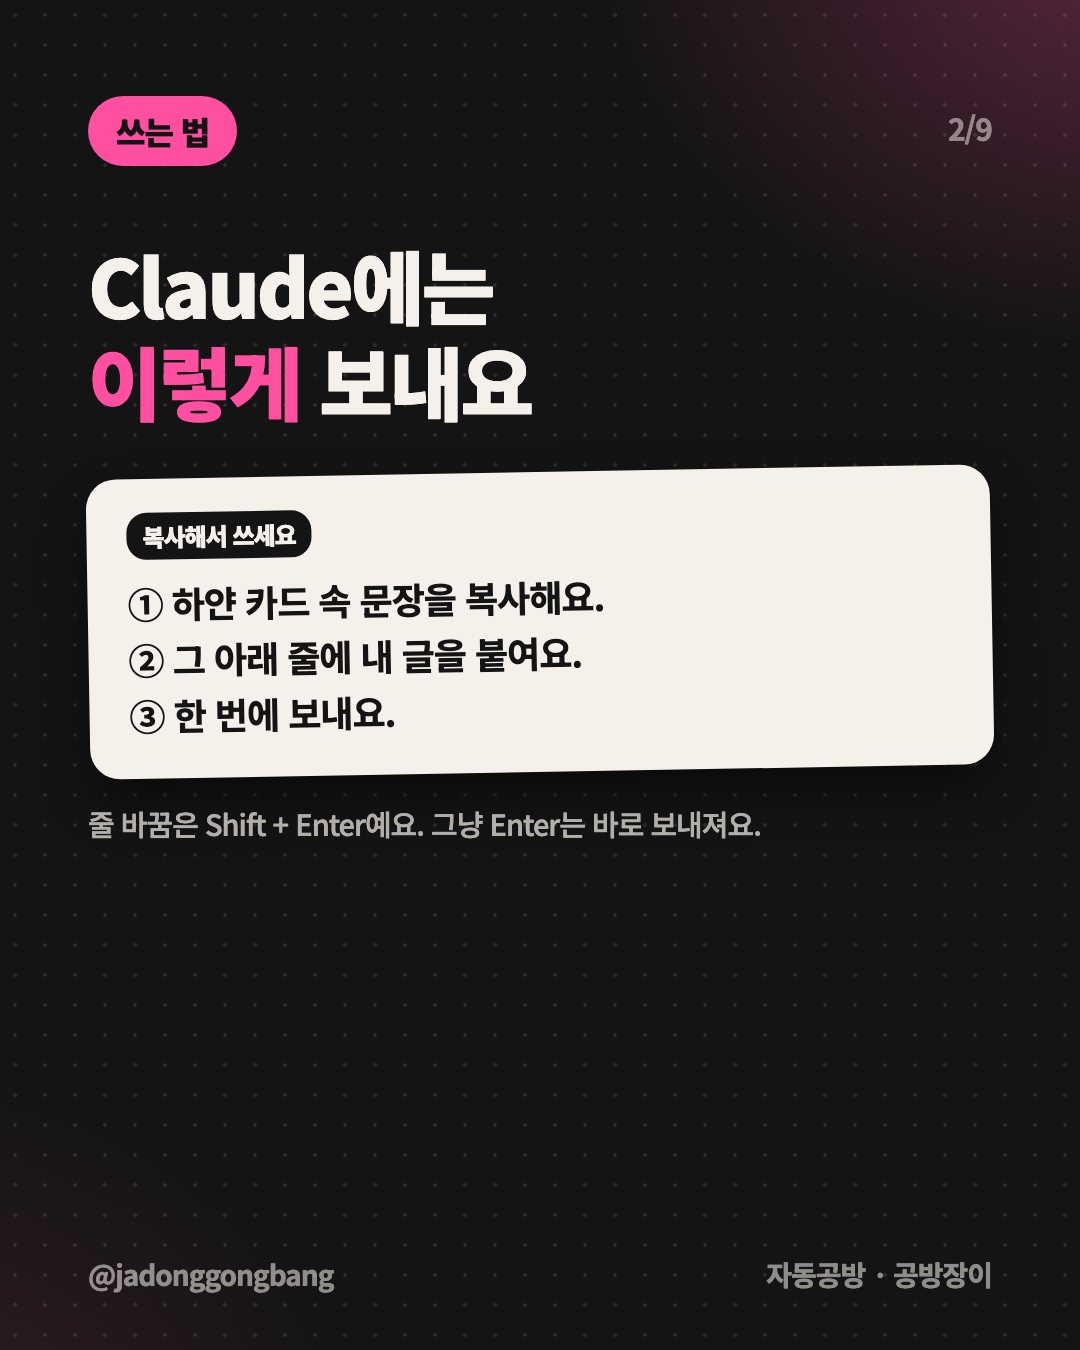 쓰는 법
2/9
Claude에는
이렇게 보내요
복사해서 쓰세요
① 하얀 카드 속 문장을 복사해요.
② 그 아래 줄에 내 글을 붙여요.
③ 한 번에 보내요.
줄 바꿈은 Shift + Enter예요. 그냥 Enter는 바로 보내져요.
@jadonggongbang
자동공방 · 공방장이